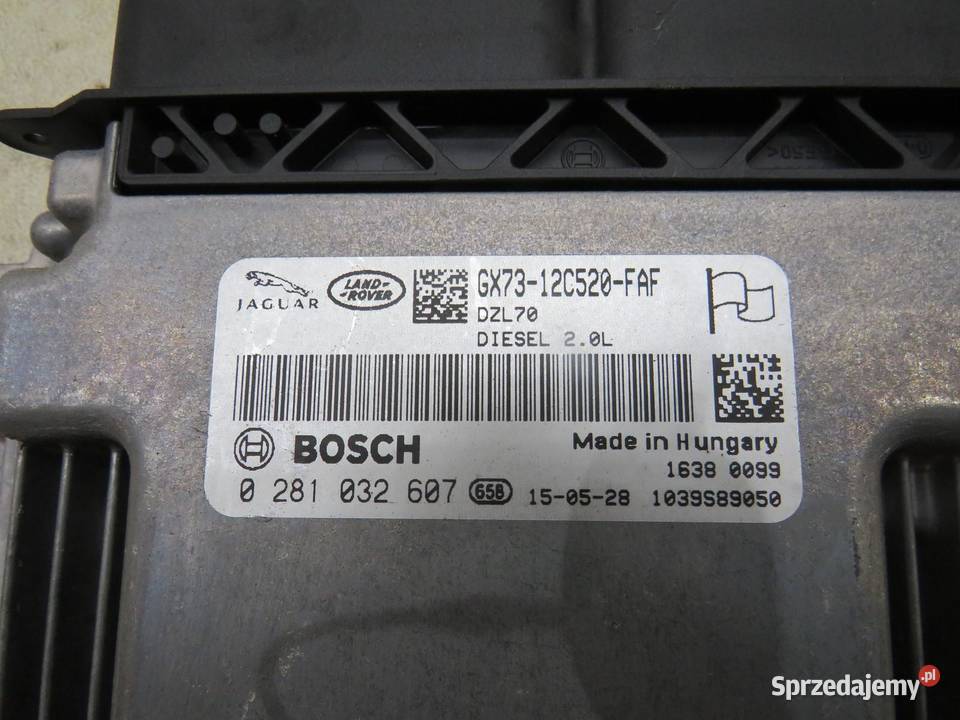 JAGUAR
LAND-
ROVER
GX73-12C520-FAF
DZL70
DIESEL 2.0L
BOSCH
Made in Hungary
1638 0099
0 281 032 607 65B 15-05-28 1039S89050
Sprzedajemy.pl